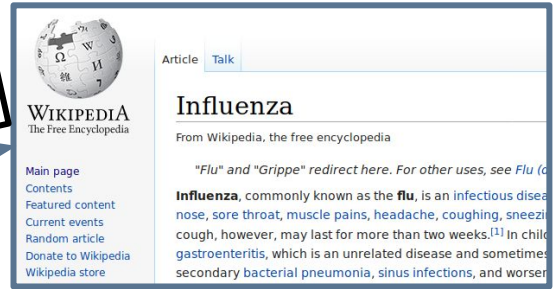 WIKIPEDIA
The Free Encyclopedia
Main page
Contents
Featured content
Current events
Random article
Donate to Wikipedia
Wikipedia store
Article Talk
Influenza
From Wikipedia, the free encyclopedia
"Flu" and "Grippe" redirect here. For other uses, see Flu (
Influenza, commonly known as the flu, is an infectious
nose, sore throat, muscle pains, headache, coughing,
cough, however, may last for more than two weeks.[1] In
gastroenteritis, which is an unrelated disease and sometimes
secondary bacterial pneumonia, sinus infections, and